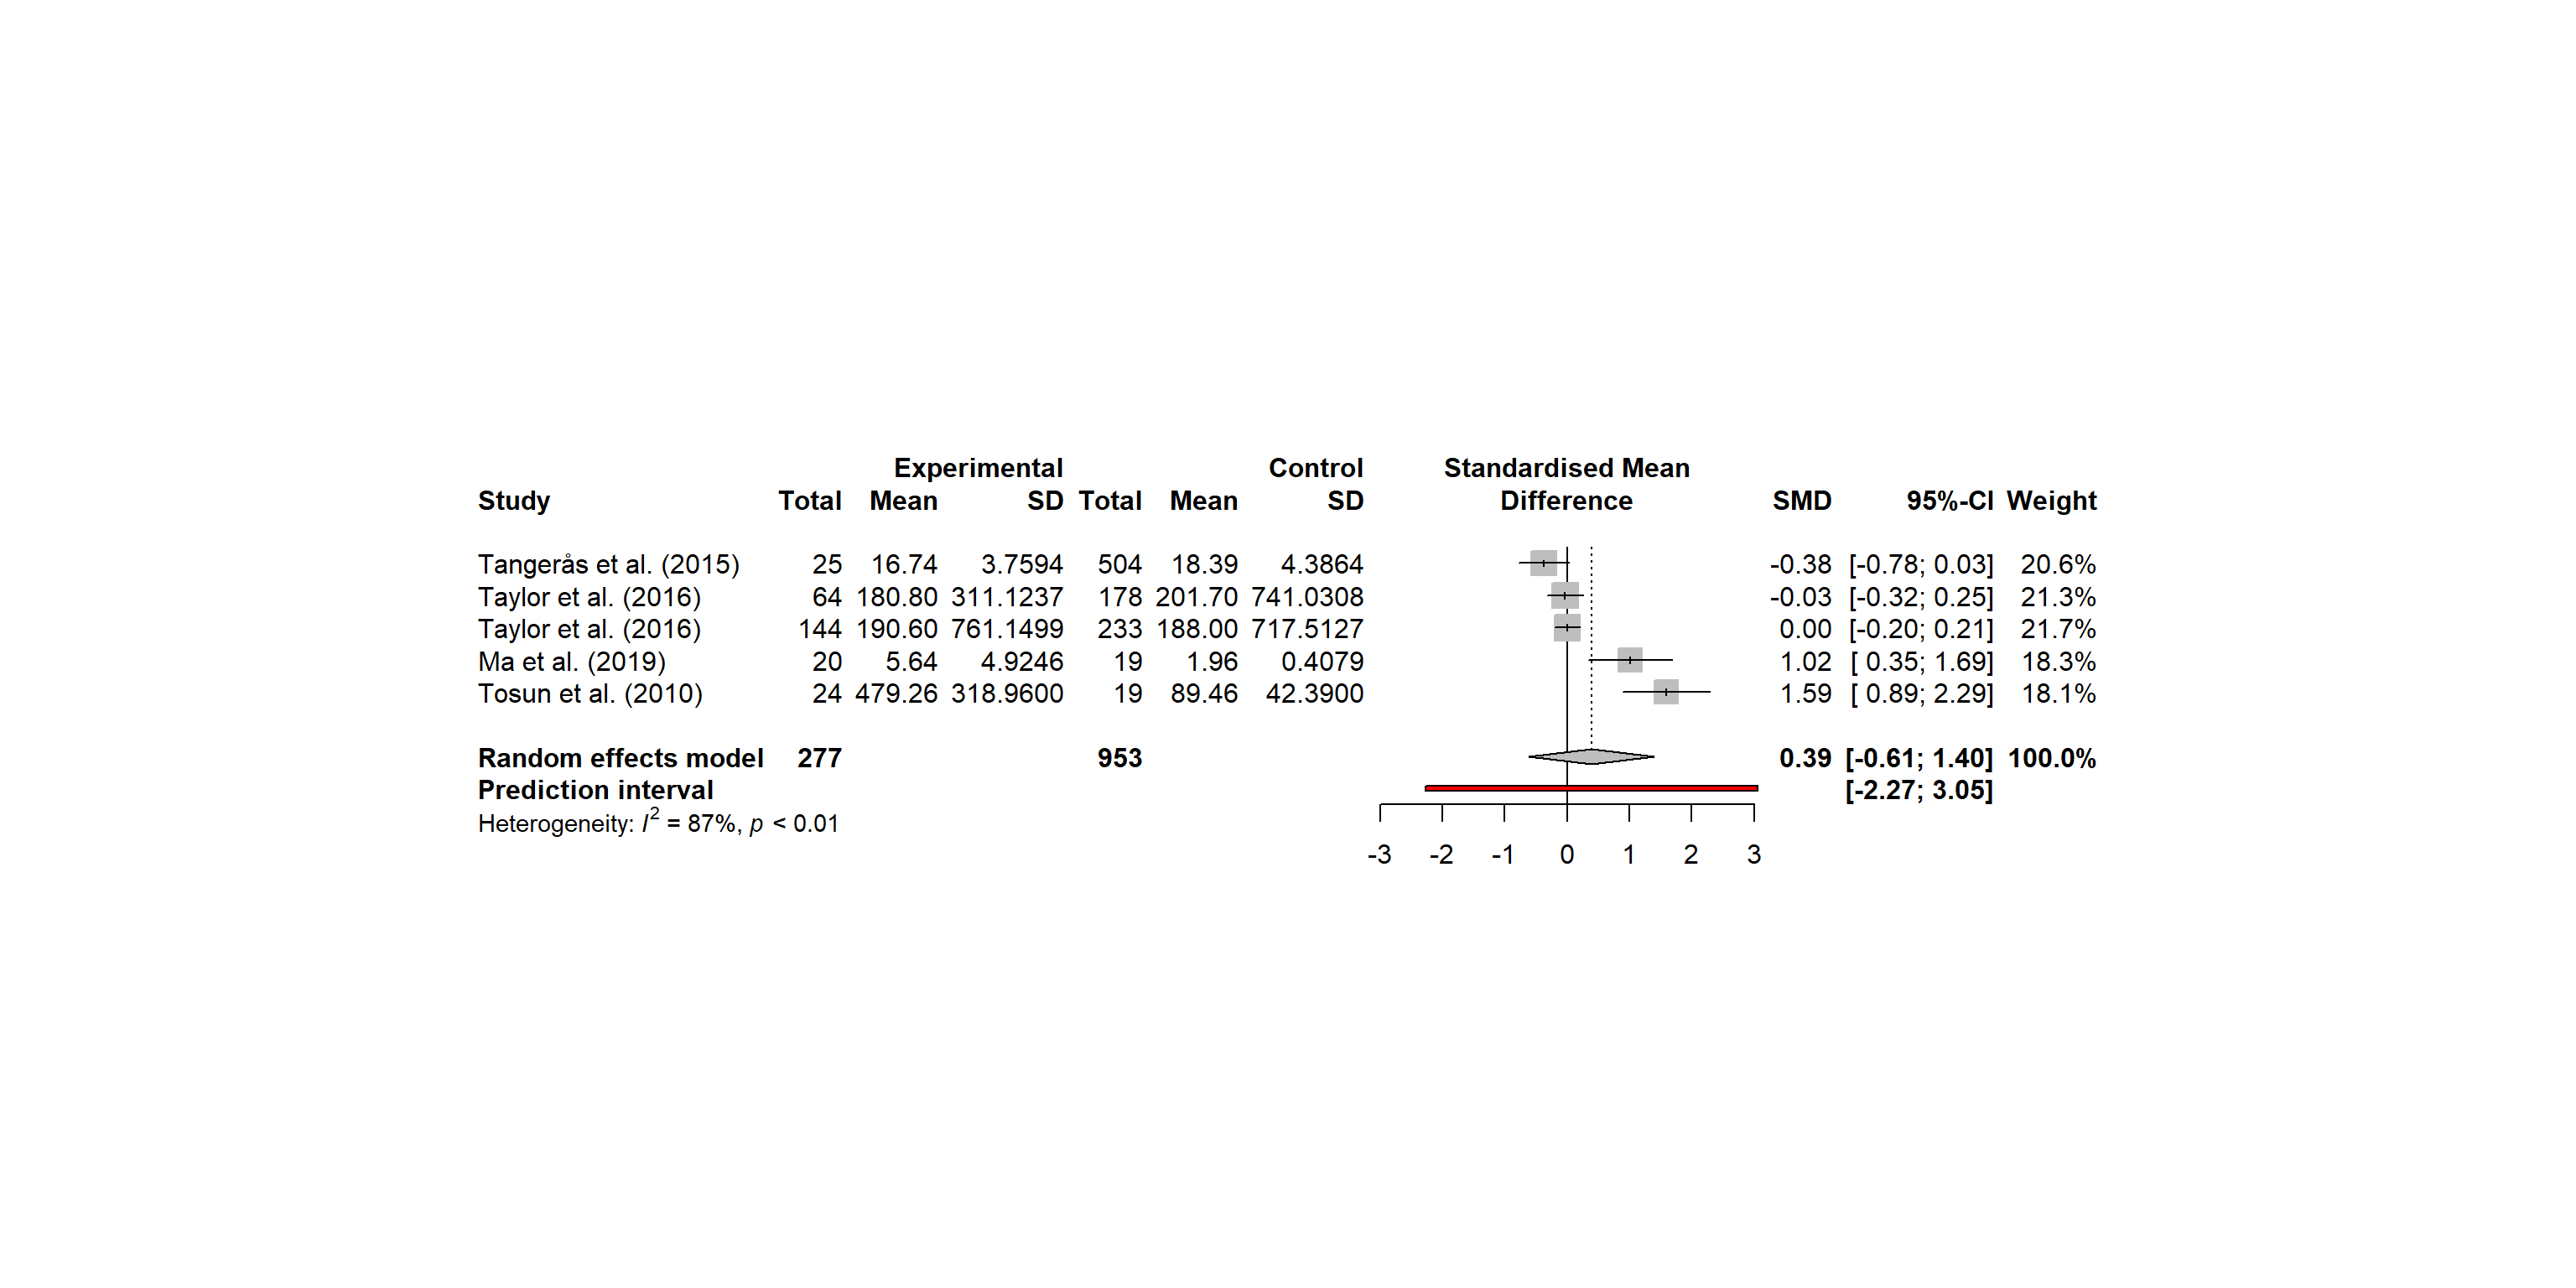 Experimental Control Standardised Mean
Study Total Mean SD Total Mean SD Difference SMD 95%-CI Weight
Tangerås et al. (2015) 25 16.74 3.7594 504 18.39 4.3864 -0.38 [-0.78; 0.03] 20.6%
Taylor et al. (2016) 64 180.80 311.1237 178 201.70 741.0308 -0.03 [-0.32; 0.25] 21.3%
Taylor et al. (2016) 144 190.60 761.1499 233 188.00 717.5127 0.00 [-0.20; 0.21] 21.7%
Ma et al. (2019) 20 5.64 4.9246 19 1.96 0.4079 1.02 [ 0.35; 1.69] 18.3%
Tosun et al. (2010) 24 479.26 318.9600 19 89.46 42.3900 1.59 [ 0.89; 2.29] 18.1%
Random effects model 277 953 0.39 [-0.61; 1.40] 100.0%
Prediction interval [-2.27; 3.05]
Heterogeneity: I² = 87%, p < 0.01
-3 -2 -1 0 1 2 3